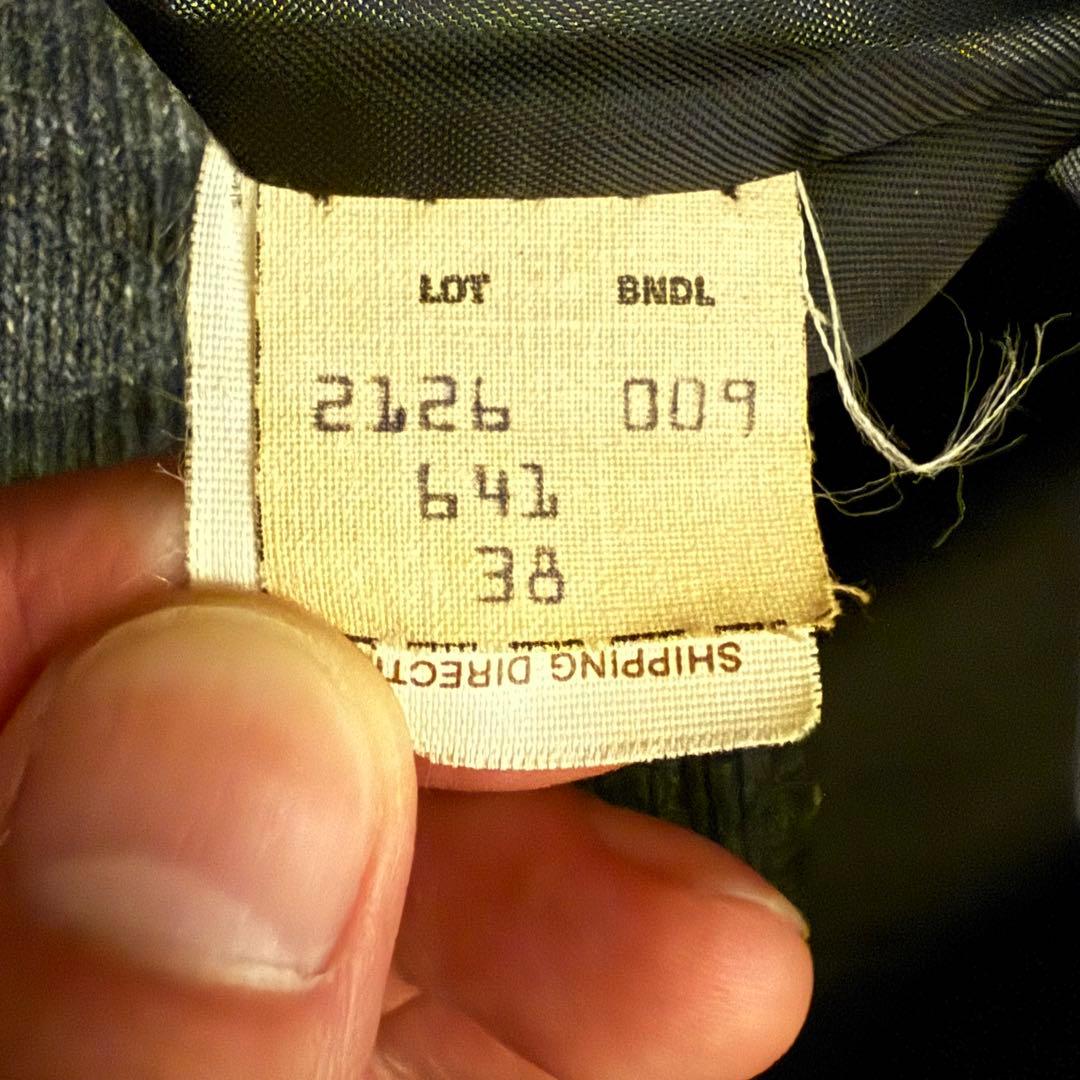 LOT BNDL
2126 009
641
38
SHIPPING DIRECT